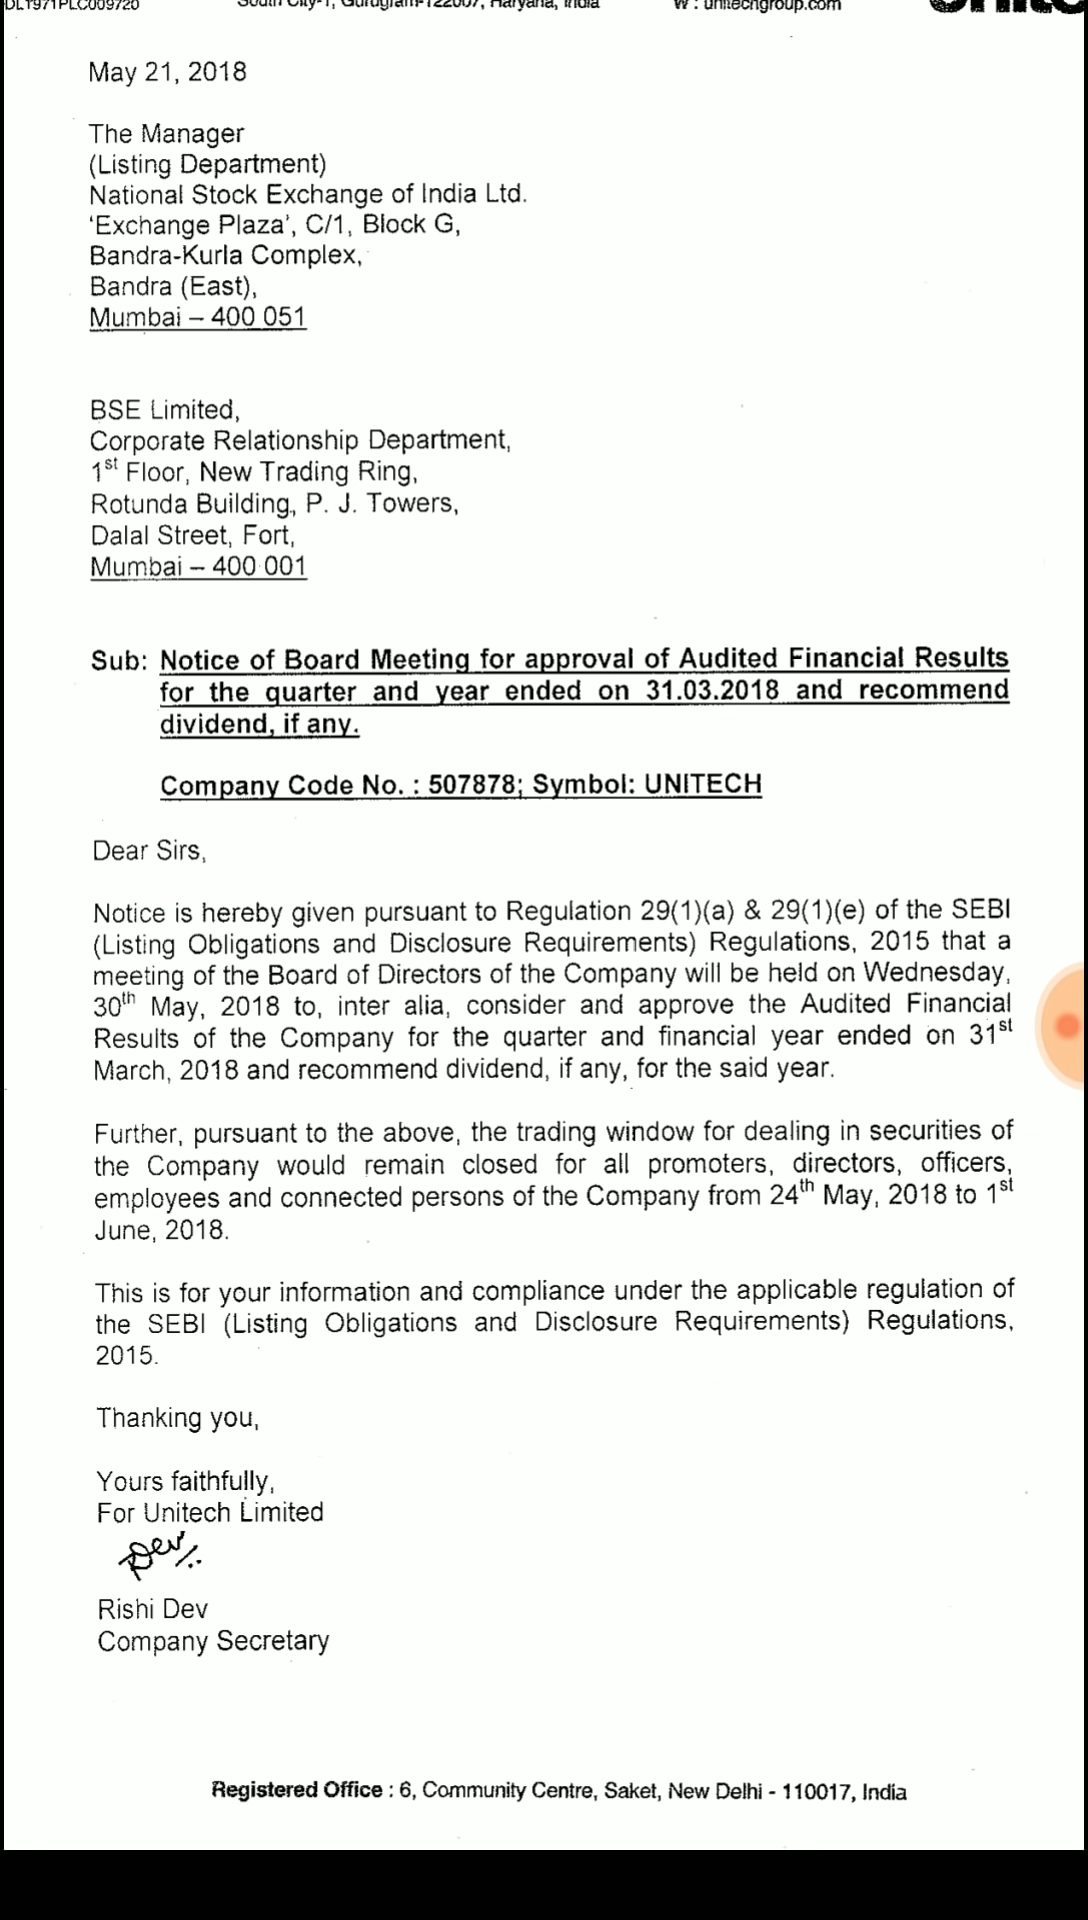 DL1971PLC009720 South City-1, Gurugram-122007, Haryana, India W : unitechgroup.com
May 21, 2018
The Manager
(Listing Department)
National Stock Exchange of India Ltd.
‘Exchange Plaza’, C/1, Block G,
Bandra-Kurla Complex,
Bandra (East),
Mumbai – 400 051
BSE Limited,
Corporate Relationship Department,
1st Floor, New Trading Ring,
Rotunda Building, P. J. Towers,
Dalal Street, Fort,
Mumbai – 400 001
Sub: Notice of Board Meeting for approval of Audited Financial Results
for the quarter and year ended on 31.03.2018 and recommend
dividend, if any.
Company Code No. : 507878; Symbol: UNITECH
Dear Sirs,
Notice is hereby given pursuant to Regulation 29(1)(a) & 29(1)(e) of the SEBI
(Listing Obligations and Disclosure Requirements) Regulations, 2015 that a
meeting of the Board of Directors of the Company will be held on Wednesday,
30th May, 2018 to, inter alia, consider and approve the Audited Financial
Results of the Company for the quarter and financial year ended on 31st
March, 2018 and recommend dividend, if any, for the said year.
Further, pursuant to the above, the trading window for dealing in securities of
the Company would remain closed for all promoters, directors, officers,
employees and connected persons of the Company from 24th May, 2018 to 1st
June, 2018.
This is for your information and compliance under the applicable regulation of
the SEBI (Listing Obligations and Disclosure Requirements) Regulations,
2015.
Thanking you,
Yours faithfully,
For Unitech Limited
Dev
Rishi Dev
Company Secretary
Registered Office : 6, Community Centre, Saket, New Delhi - 110017, India